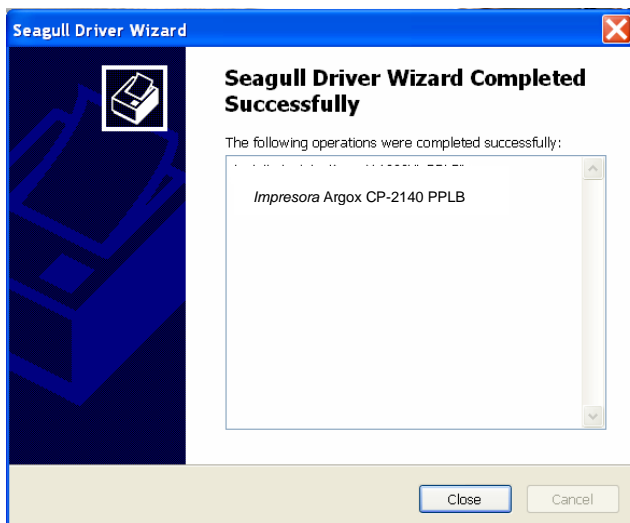 Seagull Driver Wizard
Seagull Driver Wizard Completed
Successfully
The following operations were completed successfully:
Impresora Argox CP-2140 PPLB
Close
Cancel